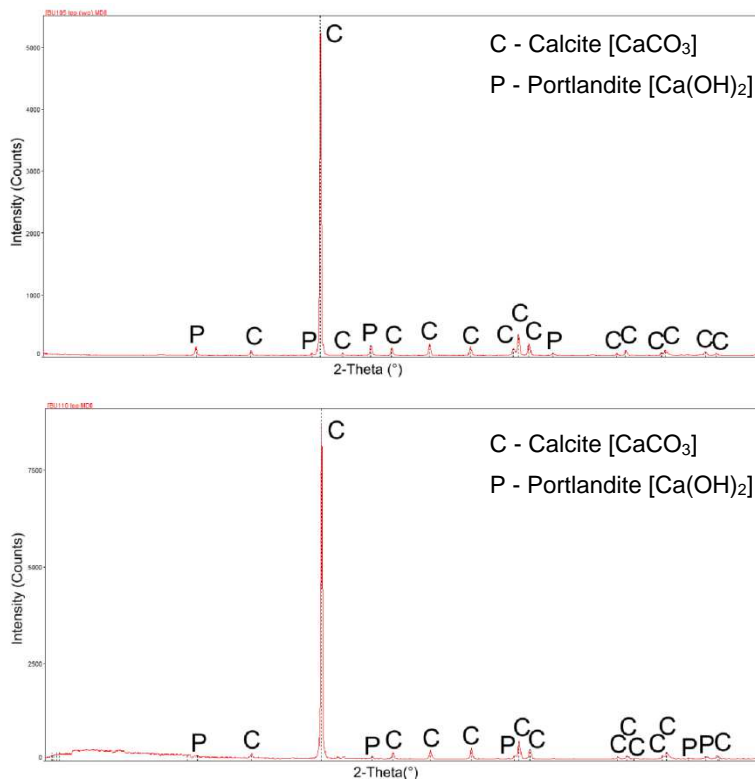 C - Calcite [CaCO₃]
P - Portlandite [Ca(OH)₂]
Intensity (Counts)
5000
4000
3000
2000
1000
0
C
P C P C P C C C C C C P C C C C C C
2-Theta (°)
C - Calcite [CaCO₃]
P - Portlandite [Ca(OH)₂]
Intensity (Counts)
7500
5000
2500
0
C
P C P C C C P C C C C C C C P P C
2-Theta(°)